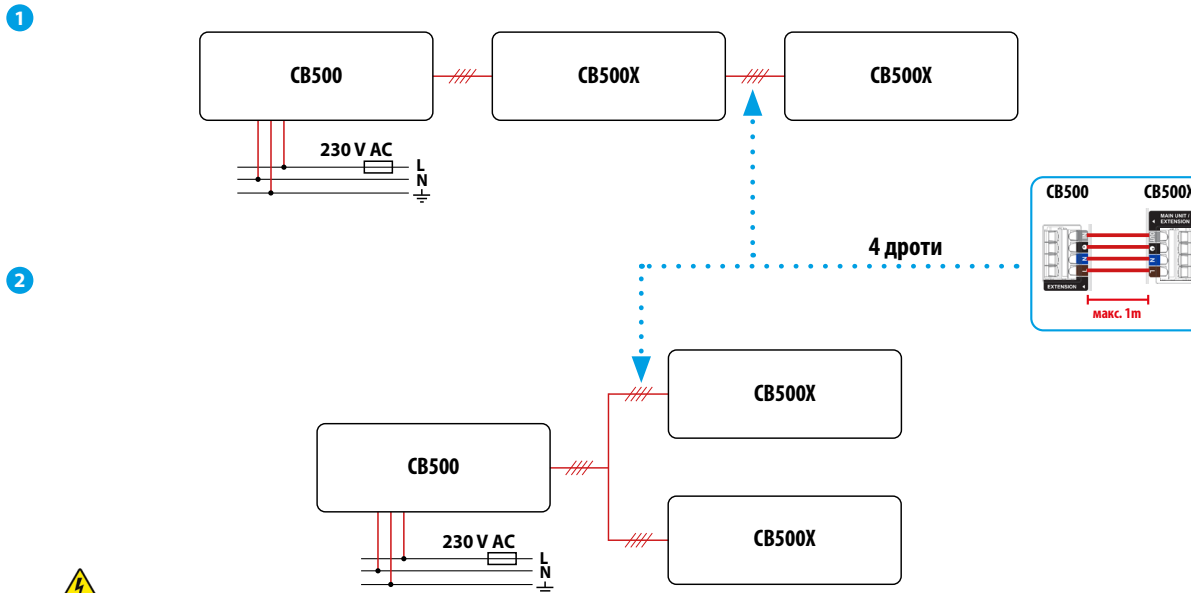 1
CB500
CB500X
CB500X
230 V AC
L
N
CB500
CB500X
MAIN UNIT /
EXTENSION
N
L
N
L
EXTENSION
макс. 1m
4 дроти
2
CB500X
CB500
CB500X
230 V AC
L
N